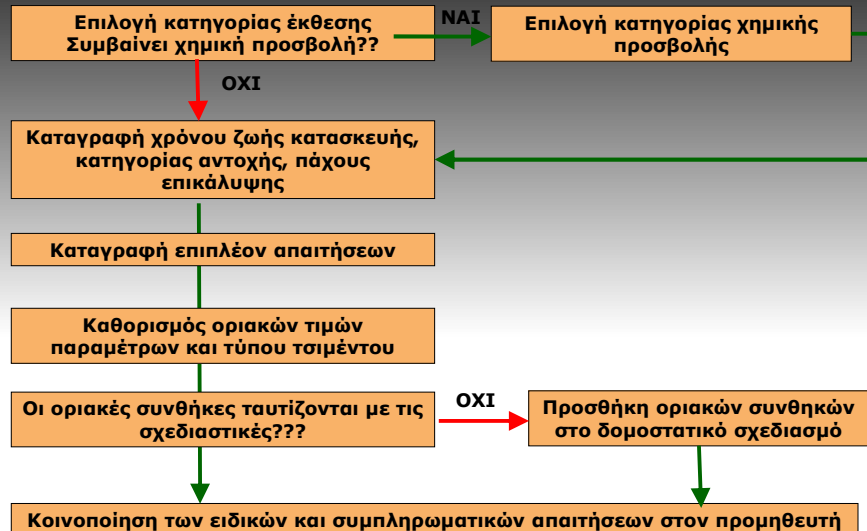 Επιλογή κατηγορίας έκθεσης
Συμβαίνει χημική προσβολή??
ΝΑΙ
Επιλογή κατηγορίας χημικής
προσβολής
ΟΧΙ
Καταγραφή χρόνου ζωής κατασκευής,
κατηγορίας αντοχής, πάχους
επικάλυψης
Καταγραφή επιπλέον απαιτήσεων
Καθορισμός οριακών τιμών
παραμέτρων και τύπου τσιμέντου
Οι οριακές συνθήκες ταυτίζονται με τις
σχεδιαστικές???
ΟΧΙ
Προσθήκη οριακών συνθηκών
στο δομοστατικό σχεδιασμό
Κοινοποίηση των ειδικών και συμπληρωματικών απαιτήσεων στον προμηθευτή